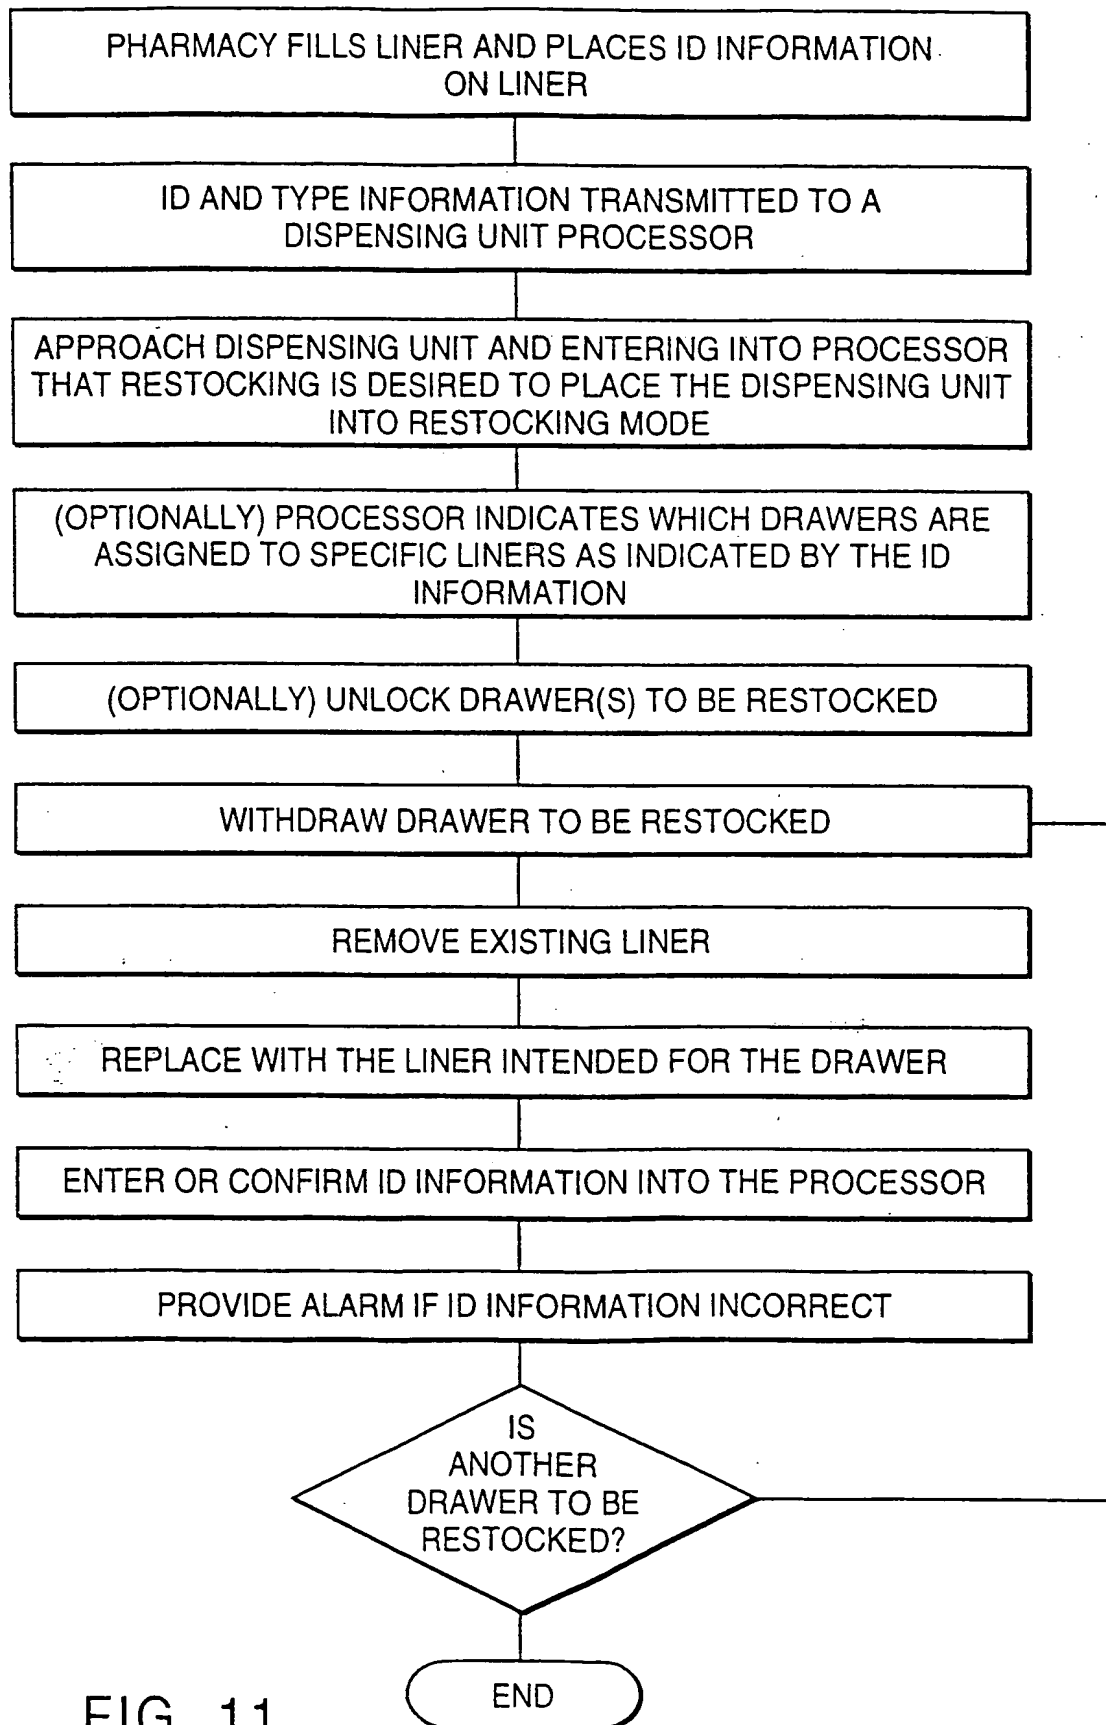 PHARMACY FILLS LINER AND PLACES ID INFORMATION
ON LINER
ID AND TYPE INFORMATION TRANSMITTED TO A
DISPENSING UNIT PROCESSOR
APPROACH DISPENSING UNIT AND ENTERING INTO PROCESSOR
THAT RESTOCKING IS DESIRED TO PLACE THE DISPENSING UNIT
INTO RESTOCKING MODE
(OPTIONALLY) PROCESSOR INDICATES WHICH DRAWERS ARE
ASSIGNED TO SPECIFIC LINERS AS INDICATED BY THE ID
INFORMATION
(OPTIONALLY) UNLOCK DRAWER(S) TO BE RESTOCKED
WITHDRAW DRAWER TO BE RESTOCKED
REMOVE EXISTING LINER
REPLACE WITH THE LINER INTENDED FOR THE DRAWER
ENTER OR CONFIRM ID INFORMATION INTO THE PROCESSOR
PROVIDE ALARM IF ID INFORMATION INCORRECT
IS
ANOTHER
DRAWER TO BE
RESTOCKED?
END
FIG. 11